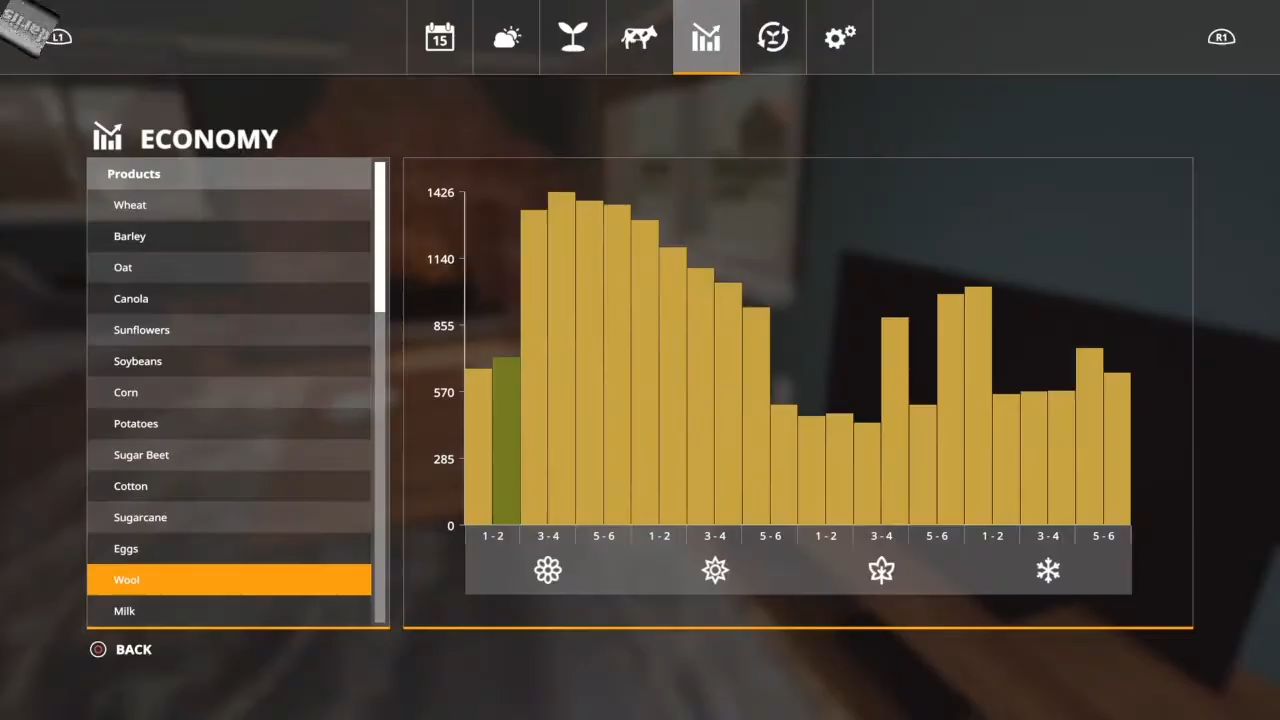 L1
15
R1
ECONOMY
Products
Wheat
Barley
Oat
Canola
Sunflowers
Soybeans
Corn
Potatoes
Sugar Beet
Cotton
Sugarcane
Eggs
Wool
Milk
1426
1140
855
570
285
0
1 - 2 3 - 4 5 - 6 1 - 2 3 - 4 5 - 6 1 - 2 3 - 4 5 - 6 1 - 2 3 - 4 5 - 6
BACK